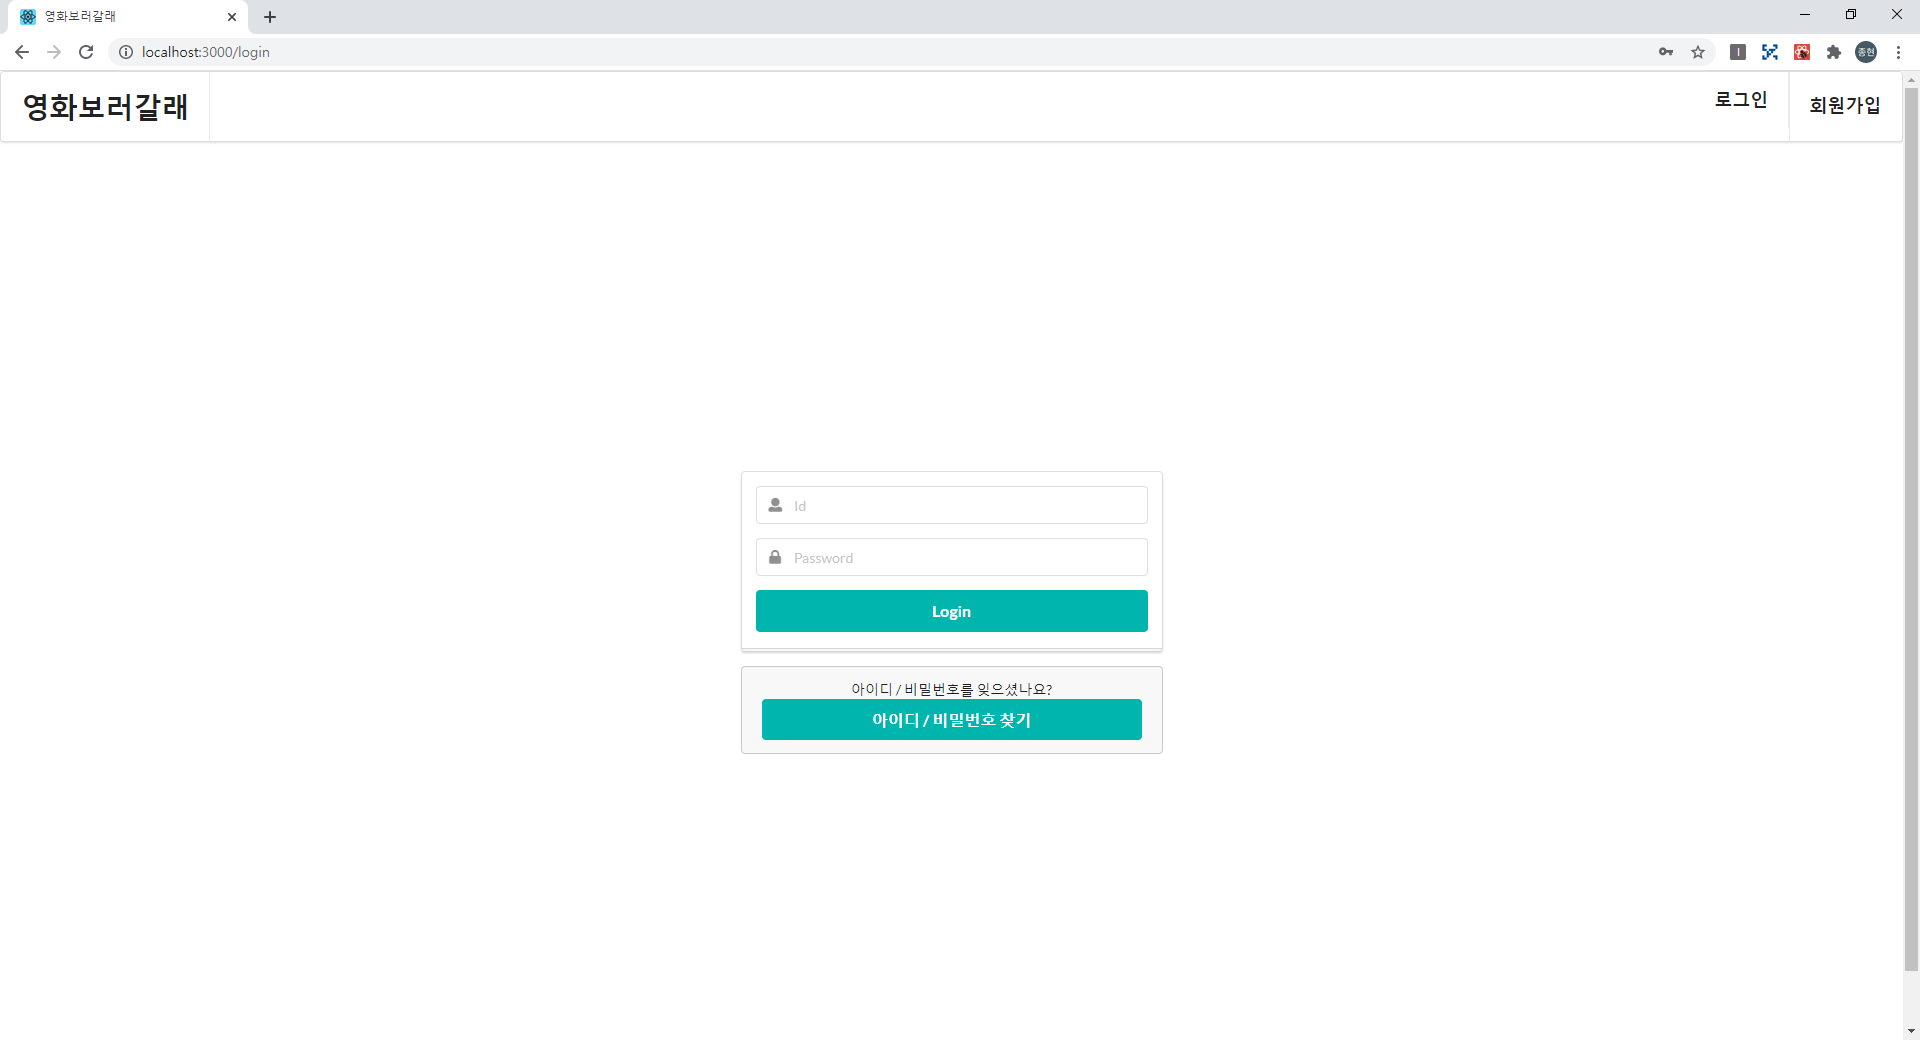 영화보러갈래
localhost:3000/login
종현
영화보러갈래
로그인
회원가입
Id
Password
Login
아이디 / 비밀번호를 잊으셨나요?
아이디 / 비밀번호 찾기